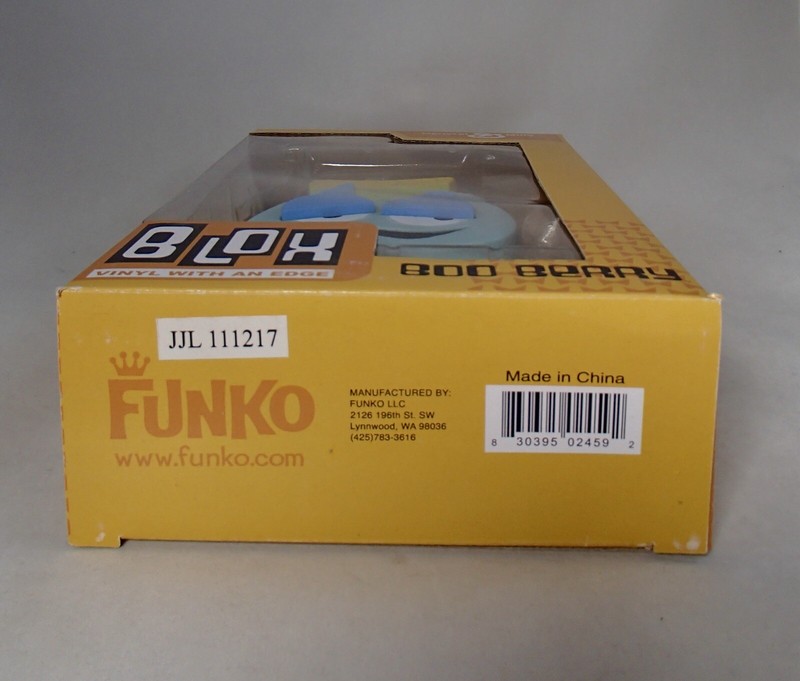 BLOX
VINYL WITH AN EDGE
BOO BERRY
JJL 111217
FUNKO
www.funko.com
MANUFACTURED BY:
FUNKO LLC
2126 196th St. SW
Lynnwood, WA 98036
(425)783-3616
Made in China
8 30395 02459 2